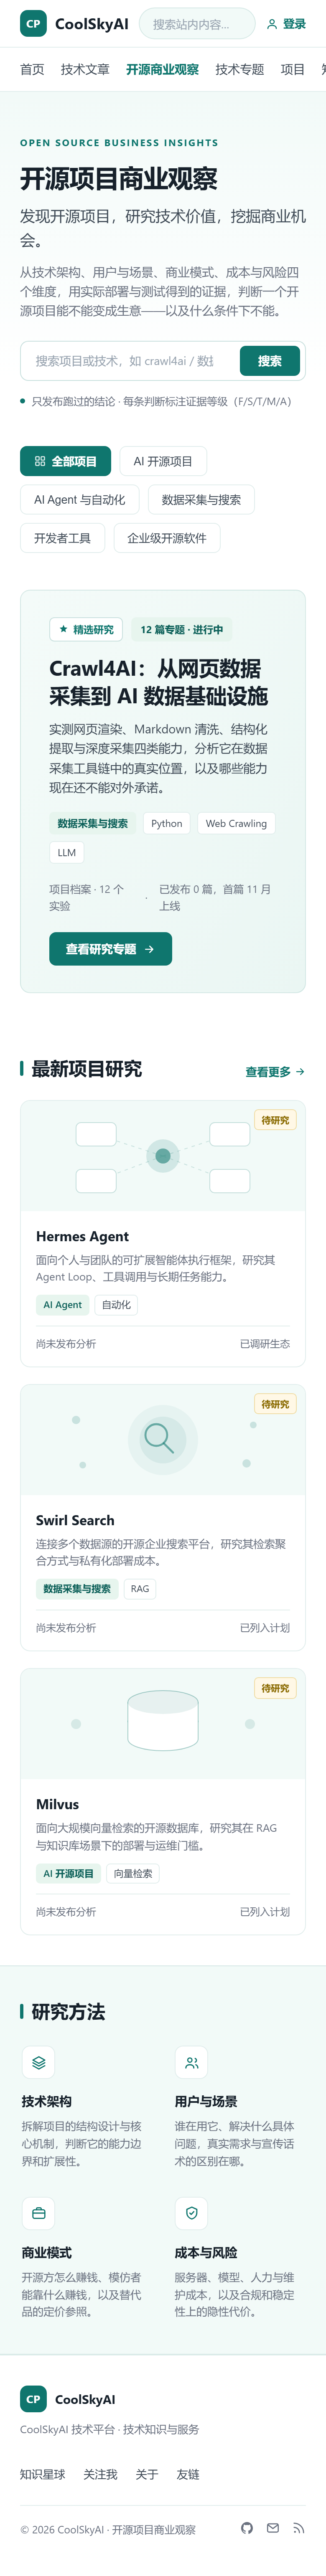 CP CoolSkyAI 搜索站内内容... 登录
首页 技术文章 开源商业观察 技术专题 项目
OPEN SOURCE BUSINESS INSIGHTS
开源项目商业观察
发现开源项目，研究技术价值，挖掘商业机
会。
从技术架构、用户与场景、商业模式、成本与风险四
个维度，用实际部署与测试得到的证据，判断一个开
源项目能不能变成生意——以及什么条件下不能。
搜索项目或技术，如 crawl4ai / 数 搜索
只发布跑过的结论 · 每条判断标注证据等级（F/S/T/M/A）
全部项目 AI 开源项目
AI Agent 与自动化 数据采集与搜索
开发者工具 企业级开源软件
精选研究 12 篇专题 · 进行中
Crawl4AI：从网页数据
采集到 AI 数据基础设施
实测网页渲染、Markdown 清洗、结构化
提取与深度采集四类能力，分析它在数据
采集工具链中的真实位置，以及哪些能力
现在还不能对外承诺。
数据采集与搜索 Python Web Crawling
LLM
项目档案 · 12 个
实验
·
已发布 0 篇，首篇 11 月
上线
查看研究专题 →
最新项目研究 查看更多 →
待研究
Hermes Agent
面向个人与团队的可扩展智能体执行框架，研究其
Agent Loop、工具调用与长期任务能力。
AI Agent 自动化
尚未发布分析 已调研生态
待研究
Swirl Search
连接多个数据源的开源企业搜索平台，研究其检索聚
合方式与私有化部署成本。
数据采集与搜索 RAG
尚未发布分析 已列入计划
待研究
Milvus
面向大规模向量检索的开源数据库，研究其在 RAG
与知识库场景下的部署与运维门槛。
AI 开源项目 向量检索
尚未发布分析 已列入计划
研究方法
技术架构
拆解项目的结构设计与核
心机制，判断它的能力边
界和扩展性。
用户与场景
谁在用它、解决什么具体
问题，真实需求与宣传话
术的区别在哪。
商业模式
开源方怎么赚钱、模仿者
能靠什么赚钱，以及替代
品的定价参照。
成本与风险
服务器、模型、人力与维
护成本，以及合规和稳定
性上的隐性代价。
CP CoolSkyAI
CoolSkyAI 技术平台 · 技术知识与服务
知识星球 关注我 关于 友链
© 2026 CoolSkyAI · 开源项目商业观察